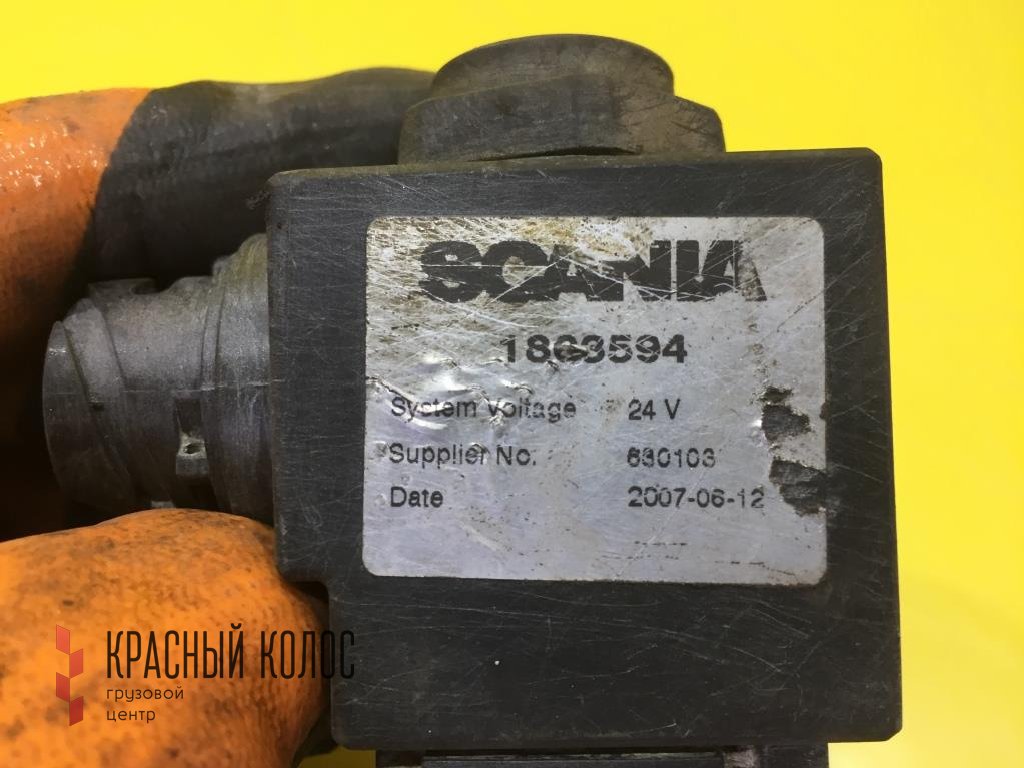 SCANIA
1863594
System Voltage 24 V
Supplier No. 630103
Date 2007-06-12
КРАСНЫЙ КОЛОС
грузовой
центр